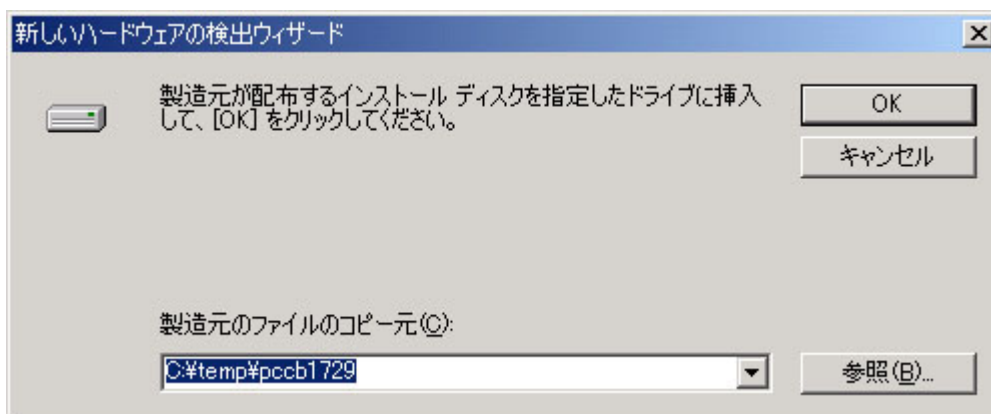 新しいハードウェアの検出ウィザード
製造元が配布するインストール ディスクを指定したドライブに挿入
して、[OK] をクリックしてください。
OK
キャンセル
製造元のファイルのコピー元(C):
C:¥temp¥pccb1729
参照(B)...